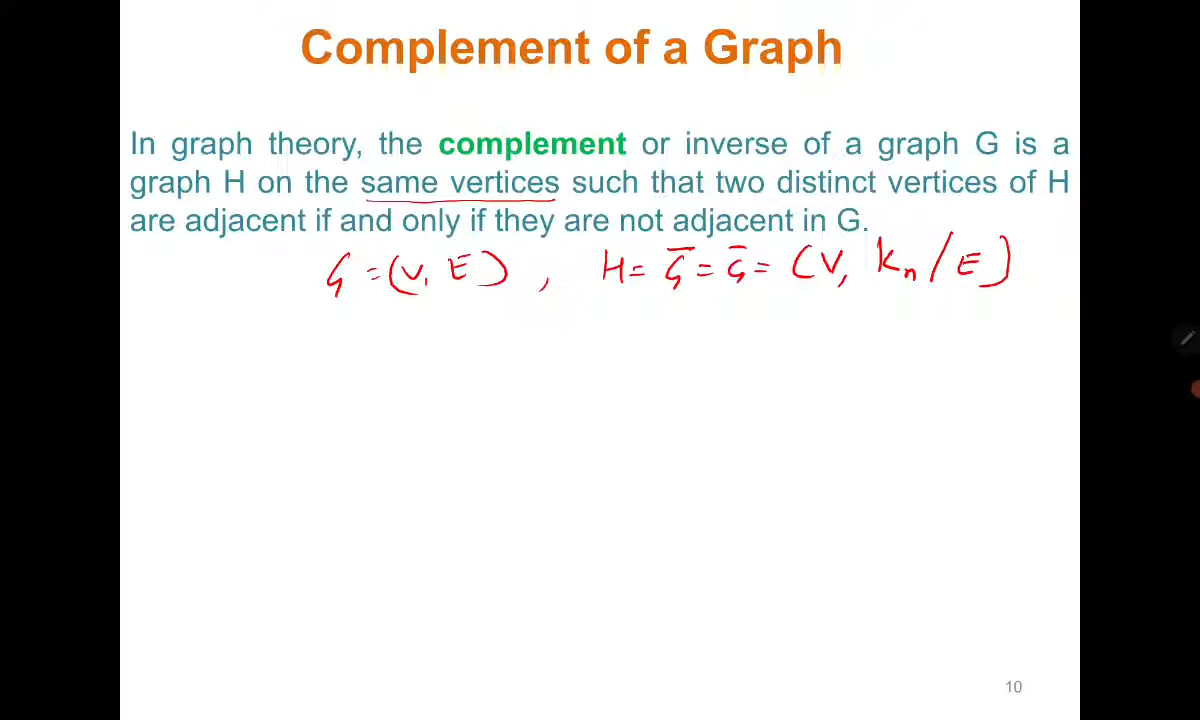 Complement of a Graph
In graph theory, the complement or inverse of a graph G is a
graph H on the same vertices such that two distinct vertices of H
are adjacent if and only if they are not adjacent in G.
G = (V, E) , H = G̅ = G̅ = (V, Kn / E)
10